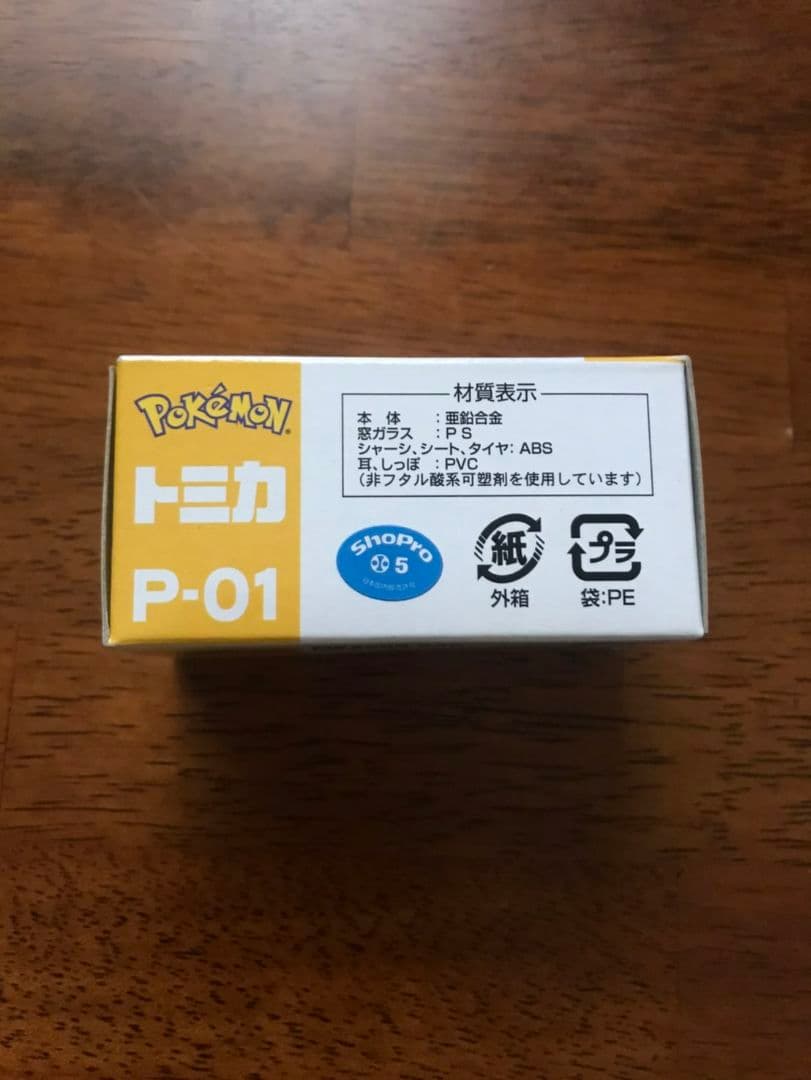 POKéMON
トミカ
P-01
材質表示
本 体 : 亜鉛合金
窓ガラス : PS
シャーシ、シート、タイヤ: ABS
耳、しっぽ : PVC
(非フタル酸系可塑剤を使用しています)
ShoPro
5
紙
外箱
プラ
袋:PE